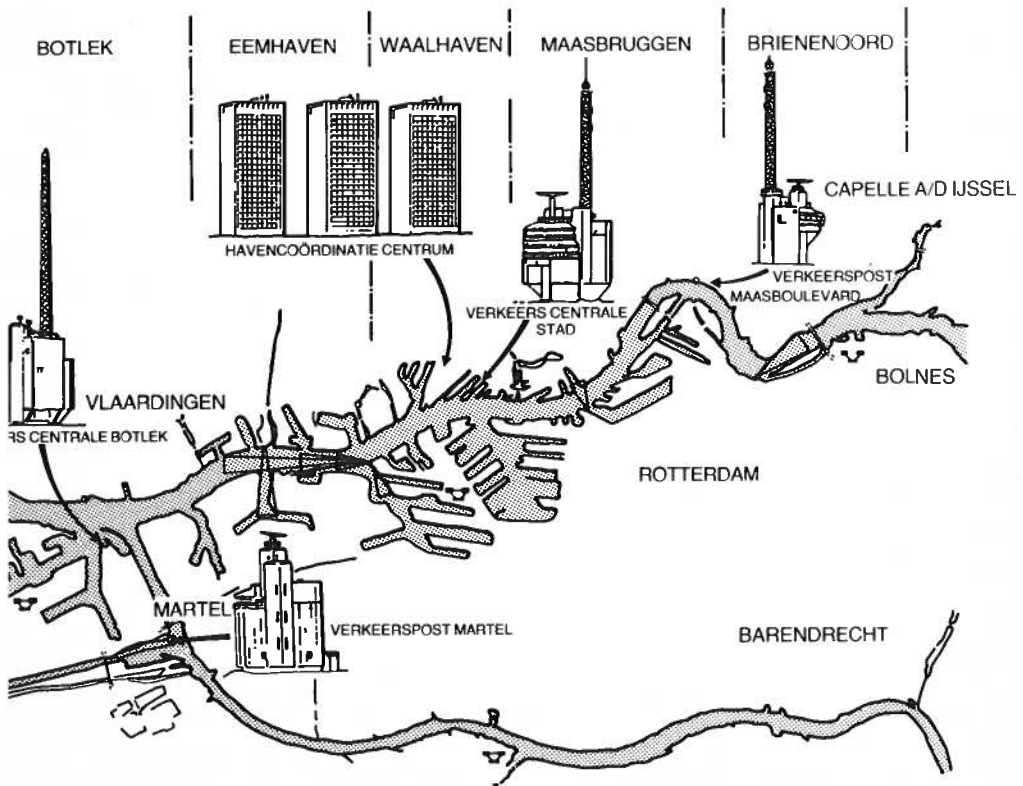 BOTLEK
EEMHAVEN
WAALHAVEN
MAASBRUGGEN
BRIENENOORD
CAPELLE A/D IJSSEL
HAVENCOÖRDINATIE CENTRUM
VERKEERSPOST
MAASBOULEVARD
VERKEERS CENTRALE
STAD
BOLNES
VLAARDINGEN
RS CENTRALE BOTLEK
ROTTERDAM
MARTEL
VERKEERSPOST MARTEL
BARENDRECHT